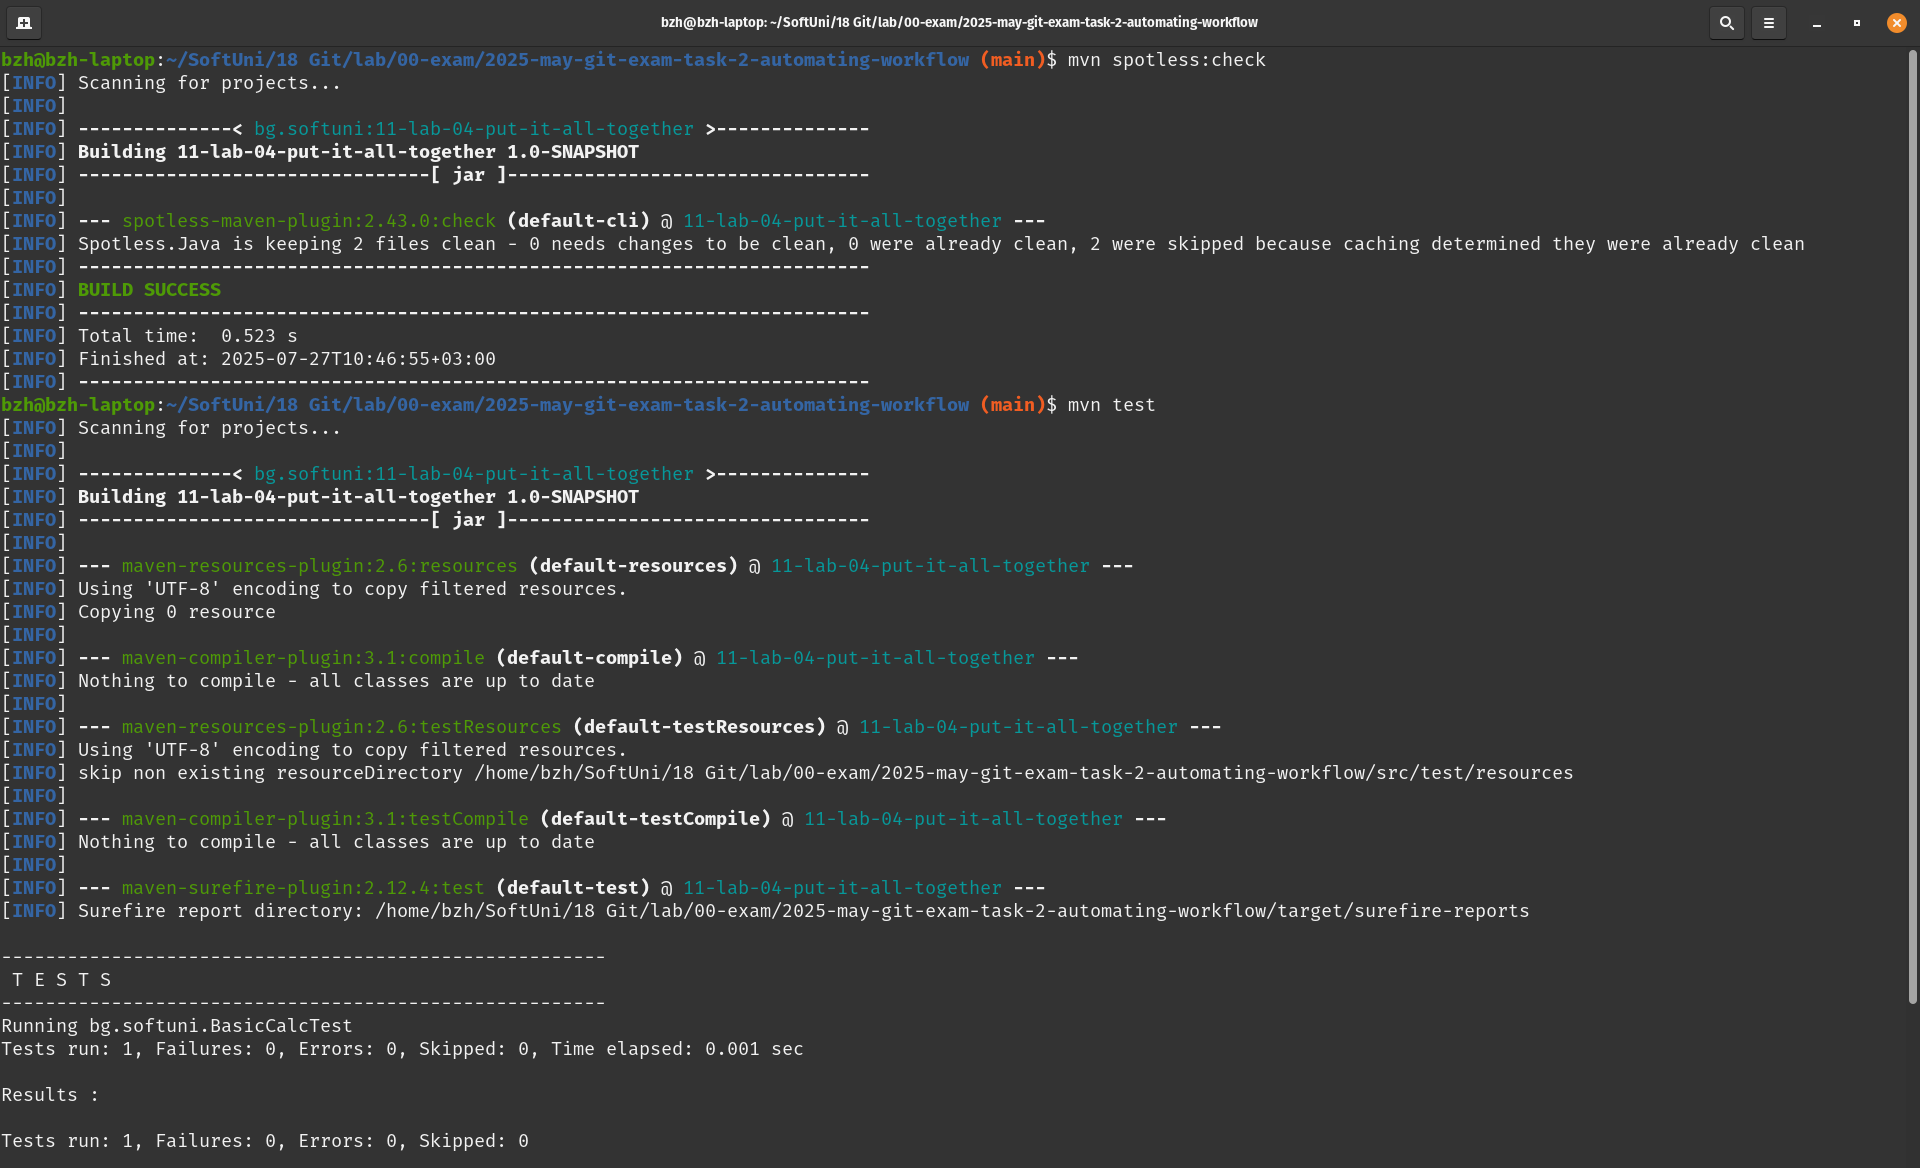 bzh@bzh-laptop: ~/SoftUni/18 Git/lab/00-exam/2025-may-git-exam-task-2-automating-workflow
bzh@bzh-laptop:~/SoftUni/18 Git/lab/00-exam/2025-may-git-exam-task-2-automating-workflow (main)$ mvn spotless:check
[INFO] Scanning for projects...
[INFO]
[INFO] --------------< bg.softuni:11-lab-04-put-it-all-together >--------------
[INFO] Building 11-lab-04-put-it-all-together 1.0-SNAPSHOT
[INFO] --------------------------------[ jar ]---------------------------------
[INFO]
[INFO] --- spotless-maven-plugin:2.43.0:check (default-cli) @ 11-lab-04-put-it-all-together ---
[INFO] Spotless.Java is keeping 2 files clean - 0 needs changes to be clean, 0 were already clean, 2 were skipped because caching determined they were already clean
[INFO] ------------------------------------------------------------------------
[INFO] BUILD SUCCESS
[INFO] ------------------------------------------------------------------------
[INFO] Total time:  0.523 s
[INFO] Finished at: 2025-07-27T10:46:55+03:00
[INFO] ------------------------------------------------------------------------
bzh@bzh-laptop:~/SoftUni/18 Git/lab/00-exam/2025-may-git-exam-task-2-automating-workflow (main)$ mvn test
[INFO] Scanning for projects...
[INFO]
[INFO] --------------< bg.softuni:11-lab-04-put-it-all-together >--------------
[INFO] Building 11-lab-04-put-it-all-together 1.0-SNAPSHOT
[INFO] --------------------------------[ jar ]---------------------------------
[INFO]
[INFO] --- maven-resources-plugin:2.6:resources (default-resources) @ 11-lab-04-put-it-all-together ---
[INFO] Using 'UTF-8' encoding to copy filtered resources.
[INFO] Copying 0 resource
[INFO]
[INFO] --- maven-compiler-plugin:3.1:compile (default-compile) @ 11-lab-04-put-it-all-together ---
[INFO] Nothing to compile - all classes are up to date
[INFO]
[INFO] --- maven-resources-plugin:2.6:testResources (default-testResources) @ 11-lab-04-put-it-all-together ---
[INFO] Using 'UTF-8' encoding to copy filtered resources.
[INFO] skip non existing resourceDirectory /home/bzh/SoftUni/18 Git/lab/00-exam/2025-may-git-exam-task-2-automating-workflow/src/test/resources
[INFO]
[INFO] --- maven-compiler-plugin:3.1:testCompile (default-testCompile) @ 11-lab-04-put-it-all-together ---
[INFO] Nothing to compile - all classes are up to date
[INFO]
[INFO] --- maven-surefire-plugin:2.12.4:test (default-test) @ 11-lab-04-put-it-all-together ---
[INFO] Surefire report directory: /home/bzh/SoftUni/18 Git/lab/00-exam/2025-may-git-exam-task-2-automating-workflow/target/surefire-reports
-------------------------------------------------------
 T E S T S
-------------------------------------------------------
Running bg.softuni.BasicCalcTest
Tests run: 1, Failures: 0, Errors: 0, Skipped: 0, Time elapsed: 0.001 sec
Results :
Tests run: 1, Failures: 0, Errors: 0, Skipped: 0